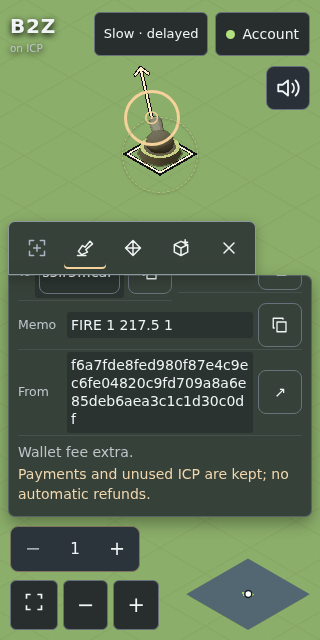 B2Z
on ICP
Slow · delayed
Account
Memo
FIRE 1 217.5 1
From
f6a7fde8fed980f87e4c9e
c6fe04820c9fd709a8a6e
85deb6aea3c1c1d30c0d
f
Wallet fee extra.
Payments and unused ICP are kept; no
automatic refunds.
1